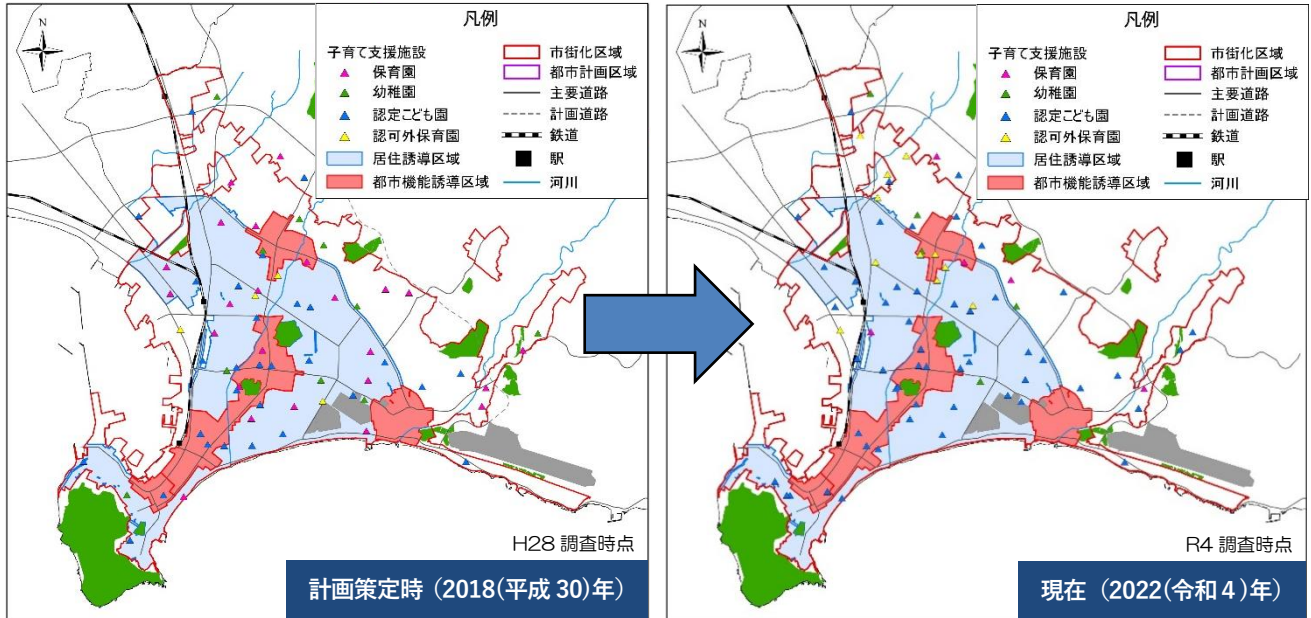 N
凡例
子育て支援施設
保育園
幼稚園
認定こども園
認可外保育園
居住誘導区域
都市機能誘導区域
市街化区域
都市計画区域
主要道路
計画道路
鉄道
駅
河川
H28 調査時点
計画策定時（2018(平成 30)年）
N
凡例
子育て支援施設
保育園
幼稚園
認定こども園
認可外保育園
居住誘導区域
都市機能誘導区域
市街化区域
都市計画区域
主要道路
計画道路
鉄道
駅
河川
R4 調査時点
現在（2022(令和４)年）